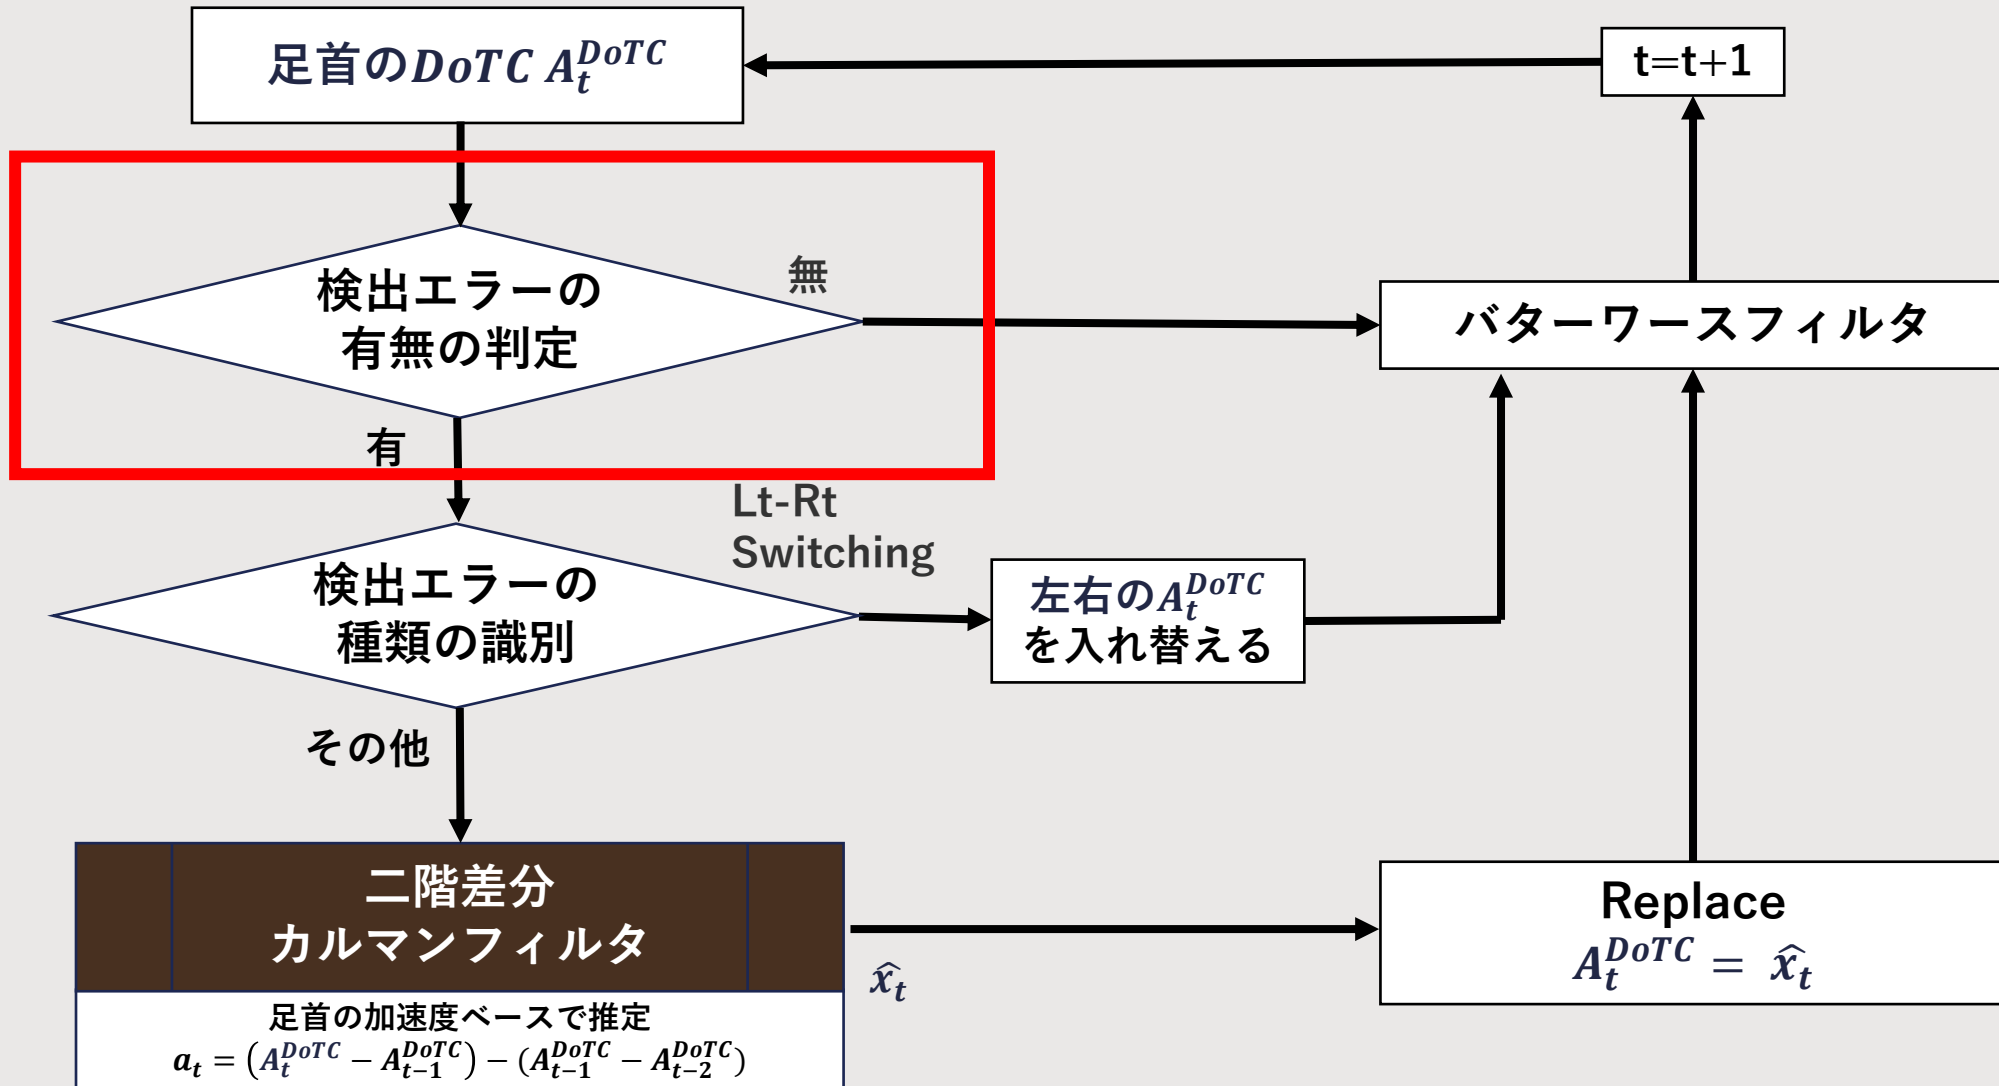 足首のDoTC A_t^{DoTC}
t=t+1
検出エラーの
有無の判定
無
バターワースフィルタ
有
Lt-Rt
Switching
検出エラーの
種類の識別
左右のA_t^{DoTC}
を入れ替える
その他
二階差分
カルマンフィルタ
\hat{x_t}
Replace
A_t^{DoTC} = \hat{x_t}
足首の加速度ベースで推定
a_t = (A_t^{DoTC} − A_{t-1}^{DoTC}) − (A_{t-1}^{DoTC} − A_{t-2}^{DoTC})